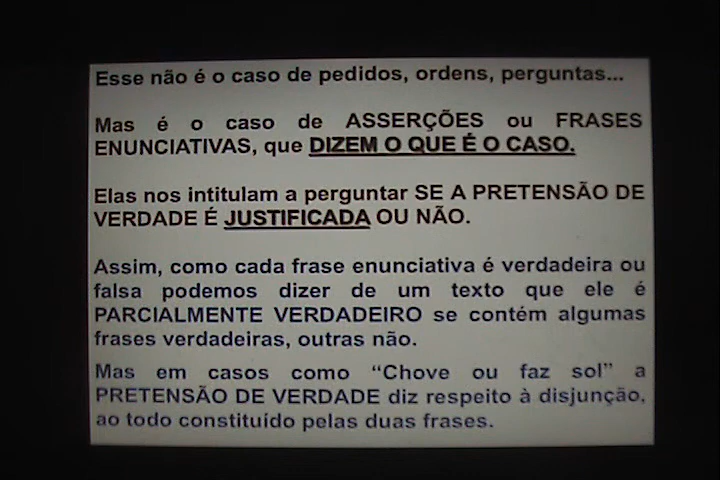 Esse não é o caso de pedidos, ordens, perguntas...
Mas é o caso de ASSERÇÕES ou FRASES
ENUNCIATIVAS, que DIZEM O QUE É O CASO.
Elas nos intitulam a perguntar SE A PRETENSÃO DE
VERDADE É JUSTIFICADA OU NÃO.
Assim, como cada frase enunciativa é verdadeira ou
falsa podemos dizer de um texto que ele é
PARCIALMENTE VERDADEIRO se contém algumas
frases verdadeiras, outras não.
Mas em casos como “Chove ou faz sol” a
PRETENSÃO DE VERDADE diz respeito à disjunção,
ao todo constituído pelas duas frases.